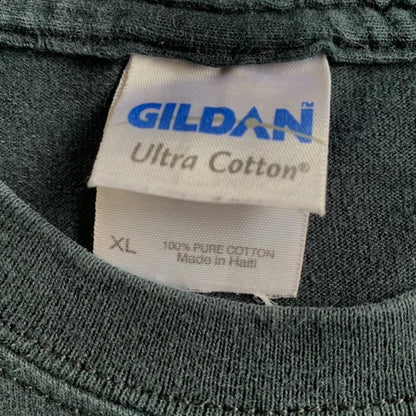 GILDAN™
Ultra Cotton®
XL
100% PURE COTTON
Made in Haiti